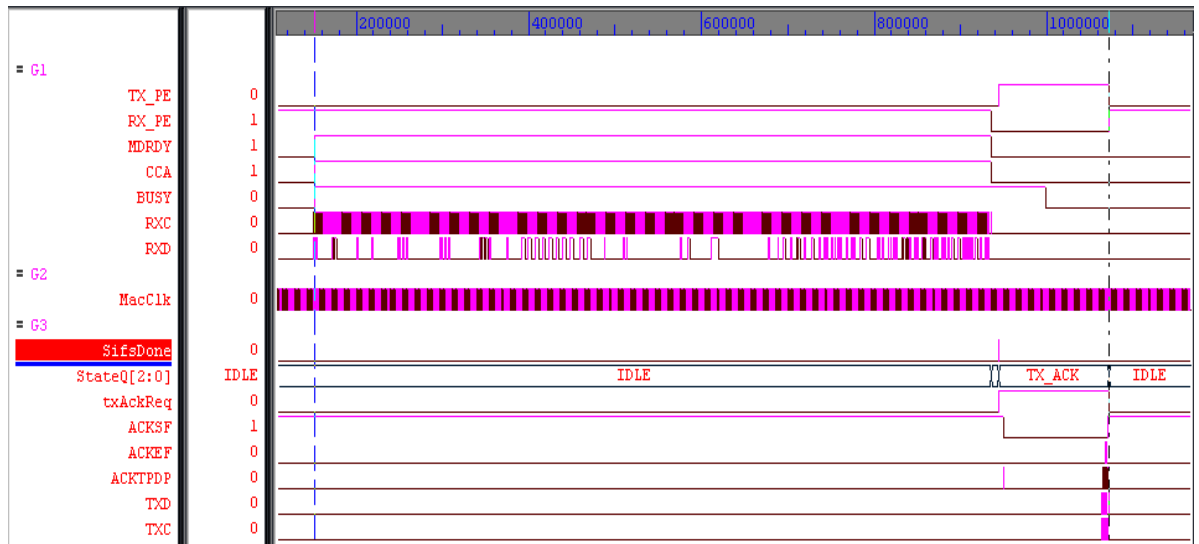 200000 400000 600000 800000 1000000
= G1
TX_PE 0
RX_PE 1
MDRDY 1
CCA 1
BUSY 0
RXC 0
RXD 0
= G2
MacClk 0
= G3
SifsDone 0
StateQ[2:0] IDLE IDLE TX_ACK IDLE
txAckReq 0
ACKSF 1
ACKEF 0
ACKTPDP 0
TXD 0
TXC 0